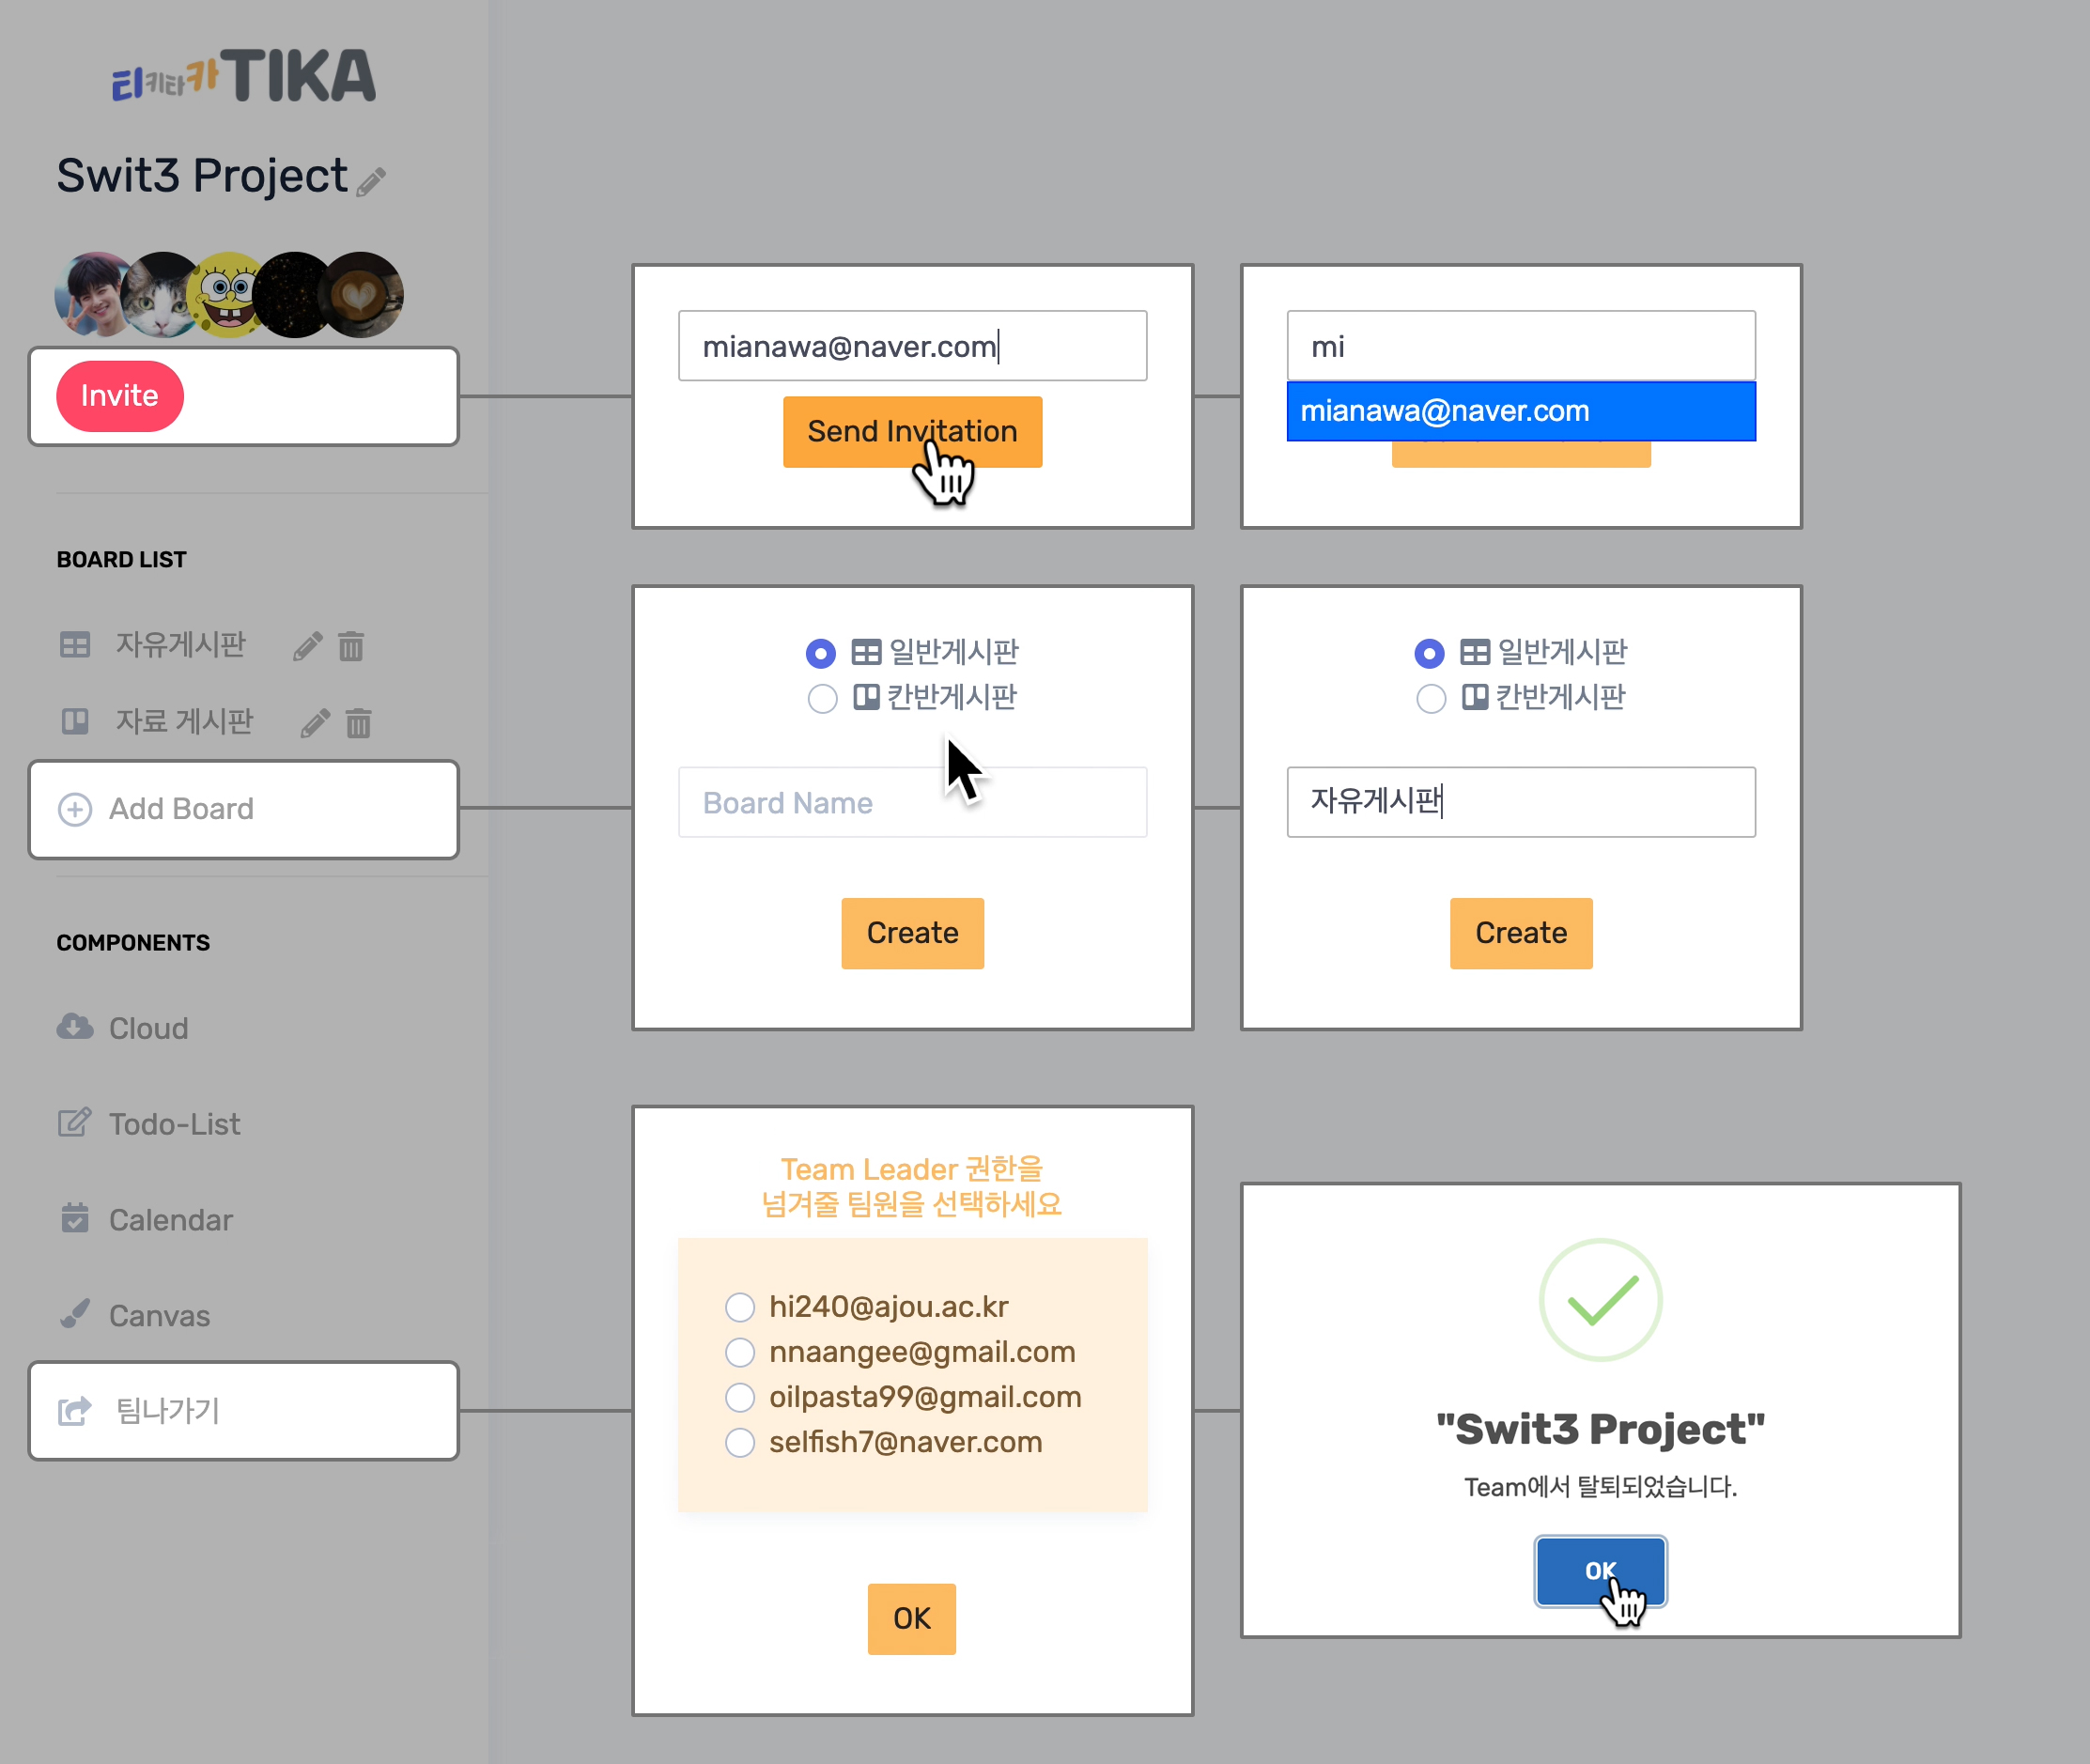 티키타카TIKA
Swit3 Project
Invite
BOARD LIST
자유게시판
자료 게시판
Add Board
COMPONENTS
Cloud
Todo-List
Calendar
Canvas
팀나가기
mianawa@naver.com
Send Invitation
mi
mianawa@naver.com
일반게시판
칸반게시판
Board Name
Create
일반게시판
칸반게시판
자유게시판
Create
Team Leader 권한을
넘겨줄 팀원을 선택하세요
hi240@ajou.ac.kr
nnaangee@gmail.com
oilpasta99@gmail.com
selfish7@naver.com
OK
"Swit3 Project"
Team에서 탈퇴되었습니다.
OK